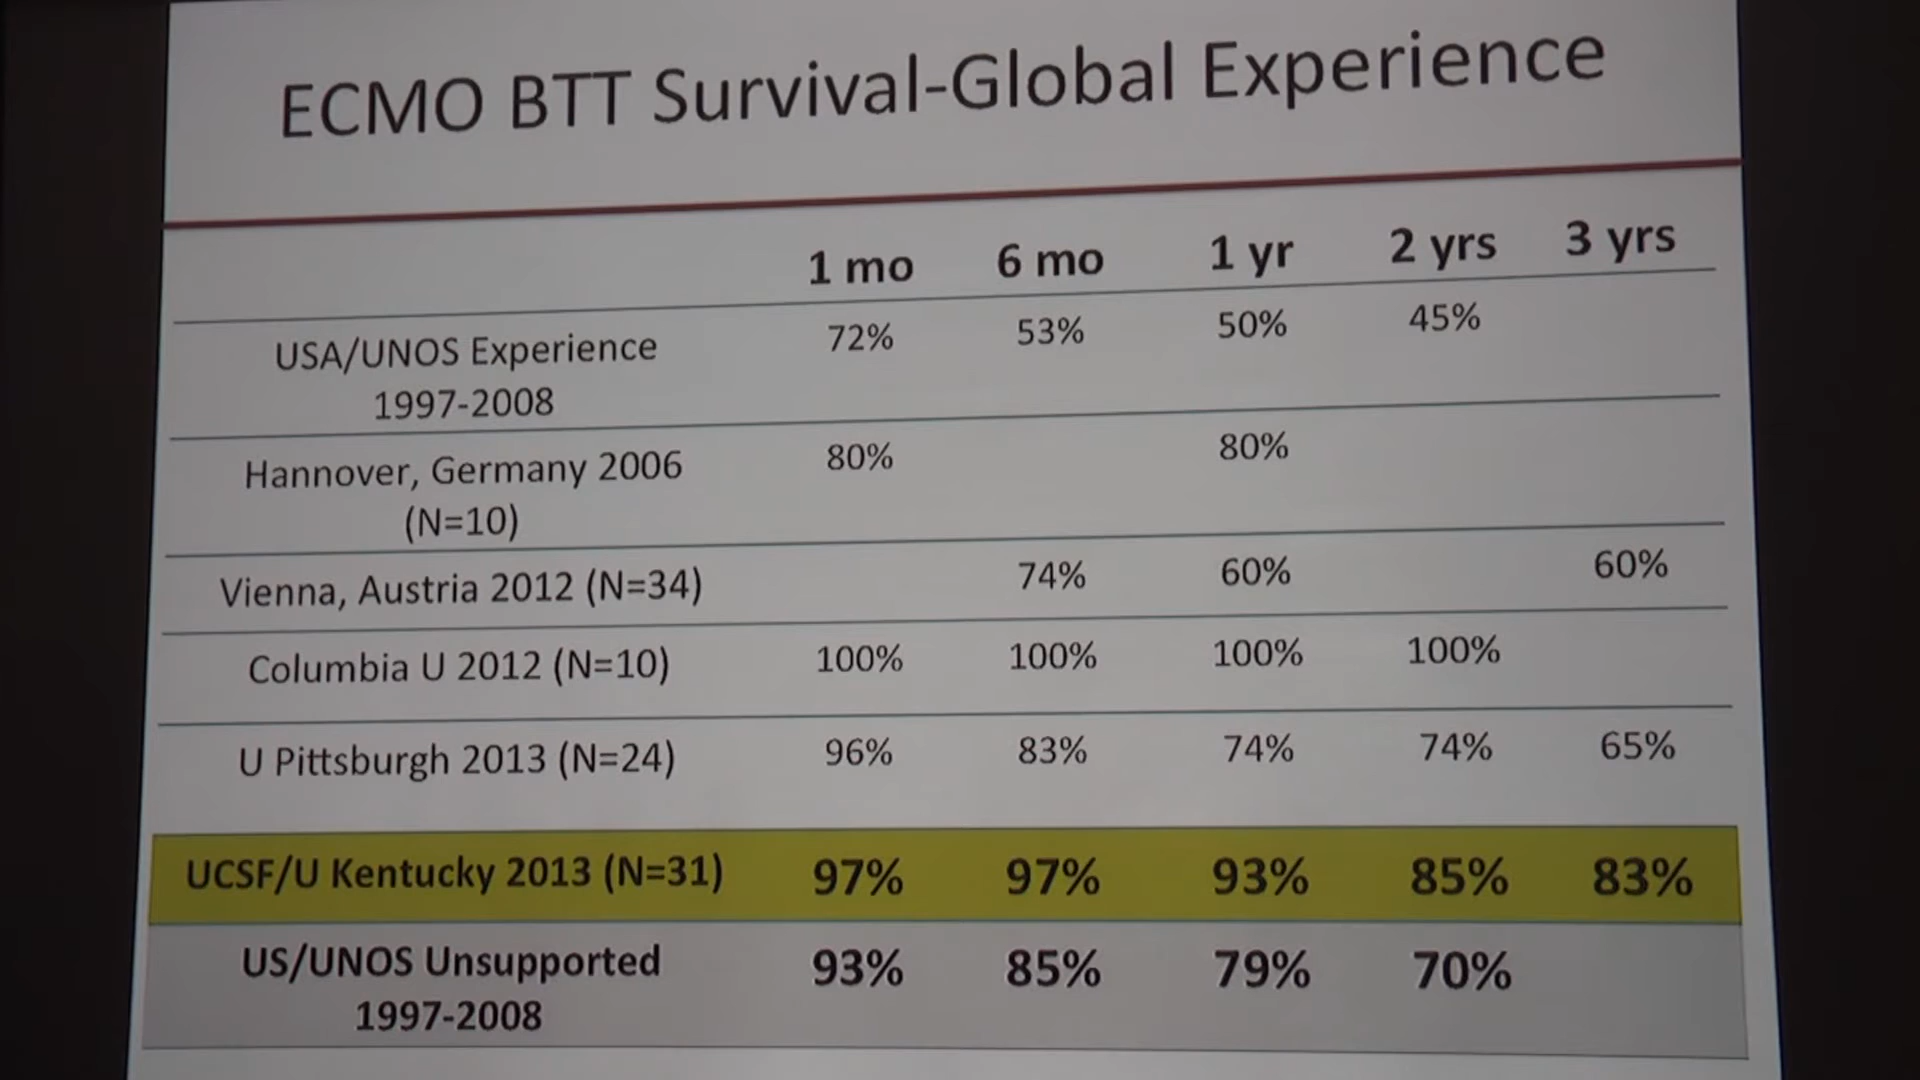 ECMO BTT Survival-Global Experience
1 mo 6 mo 1 yr 2 yrs 3 yrs
USA/UNOS Experience 72% 53% 50% 45%
1997-2008
Hannover, Germany 2006 80% 80%
(N=10)
Vienna, Austria 2012 (N=34) 74% 60% 60%
Columbia U 2012 (N=10) 100% 100% 100% 100%
U Pittsburgh 2013 (N=24) 96% 83% 74% 74% 65%
UCSF/U Kentucky 2013 (N=31) 97% 97% 93% 85% 83%
US/UNOS Unsupported 93% 85% 79% 70%
1997-2008